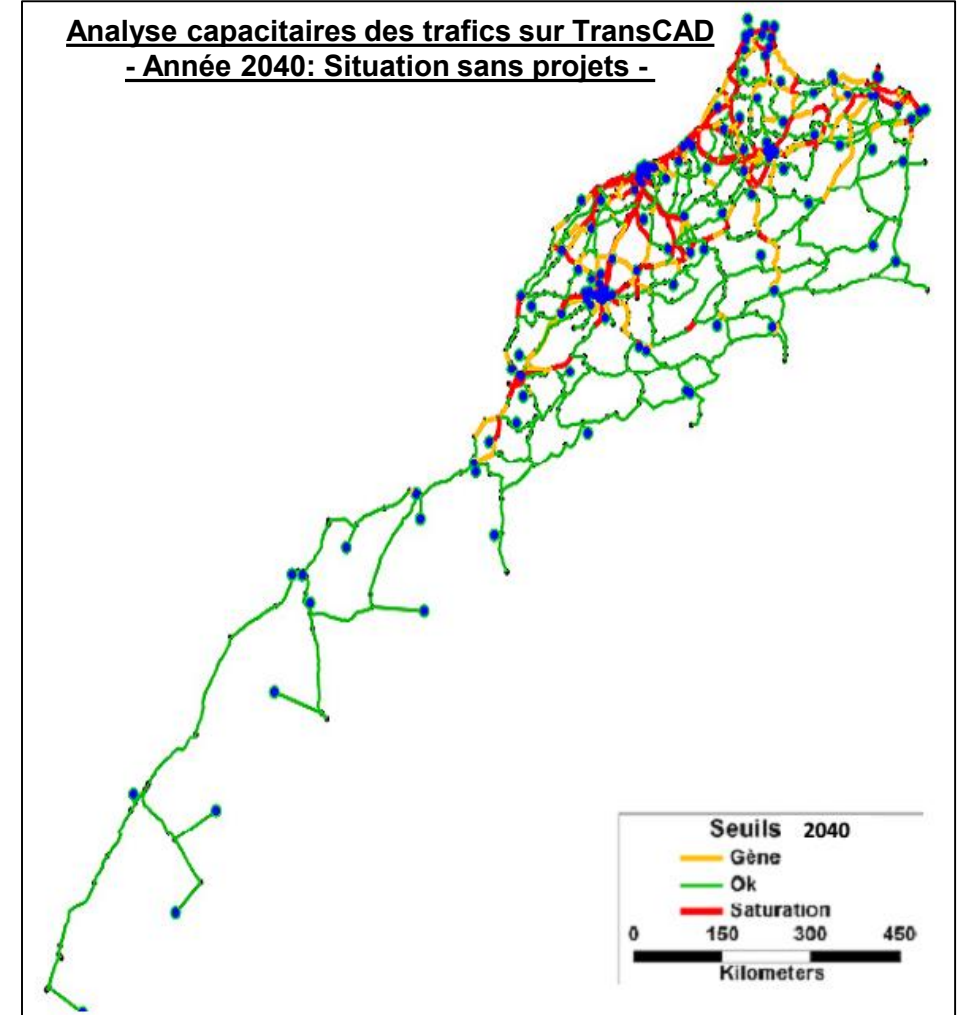 Analyse capacitaires des trafics sur TransCAD
- Année 2040: Situation sans projets -
Seuils 2040
Gène
Ok
Saturation
0 150 300 450
Kilometers